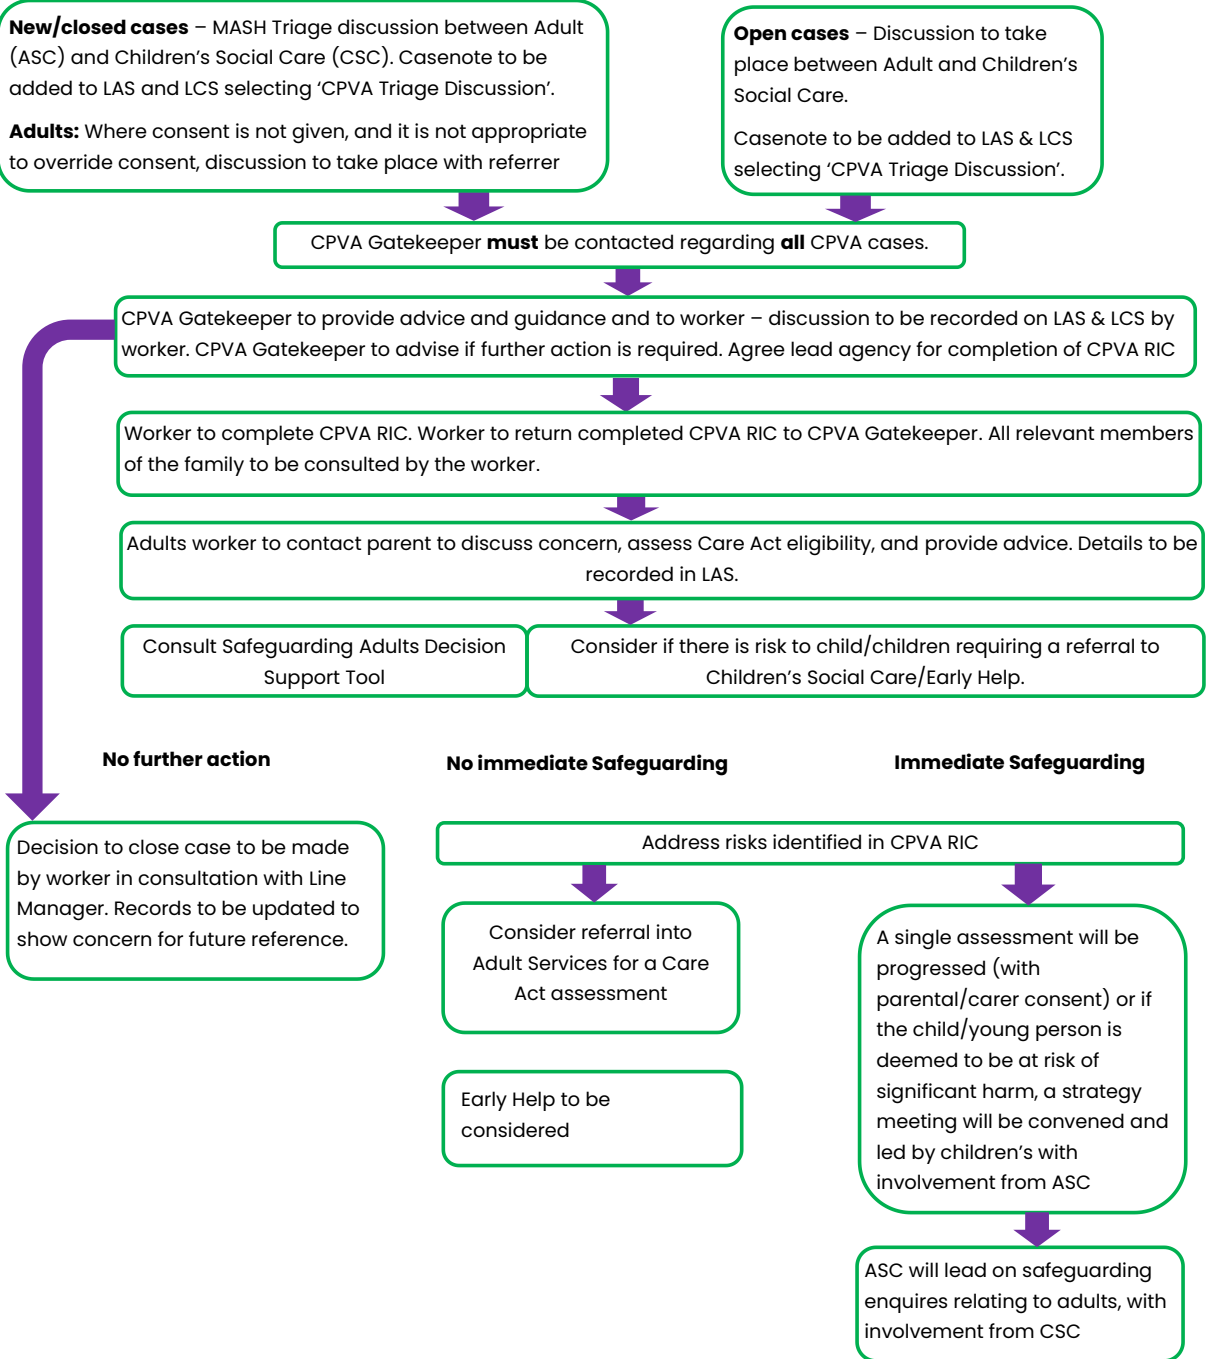 New/closed cases – MASH Triage discussion between Adult
(ASC) and Children’s Social Care (CSC). Casenote to be
added to LAS and LCS selecting ‘CPVA Triage Discussion’.
Adults: Where consent is not given, and it is not appropriate
to override consent, discussion to take place with referrer
Open cases – Discussion to take
place between Adult and Children’s
Social Care.
Casenote to be added to LAS & LCS
selecting ‘CPVA Triage Discussion’.
CPVA Gatekeeper must be contacted regarding all CPVA cases.
CPVA Gatekeeper to provide advice and guidance and to worker – discussion to be recorded on LAS & LCS by
worker. CPVA Gatekeeper to advise if further action is required. Agree lead agency for completion of CPVA RIC
Worker to complete CPVA RIC. Worker to return completed CPVA RIC to CPVA Gatekeeper. All relevant members
of the family to be consulted by the worker.
Adults worker to contact parent to discuss concern, assess Care Act eligibility, and provide advice. Details to be
recorded in LAS.
Consult Safeguarding Adults Decision
Support Tool
Consider if there is risk to child/children requiring a referral to
Children’s Social Care/Early Help.
No further action
No immediate Safeguarding
Immediate Safeguarding
Decision to close case to be made
by worker in consultation with Line
Manager. Records to be updated to
show concern for future reference.
Address risks identified in CPVA RIC
Consider referral into
Adult Services for a Care
Act assessment
Early Help to be
considered
A single assessment will be
progressed (with
parental/carer consent) or if
the child/young person is
deemed to be at risk of
significant harm, a strategy
meeting will be convened and
led by children’s with
involvement from ASC
ASC will lead on safeguarding
enquires relating to adults, with
involvement from CSC